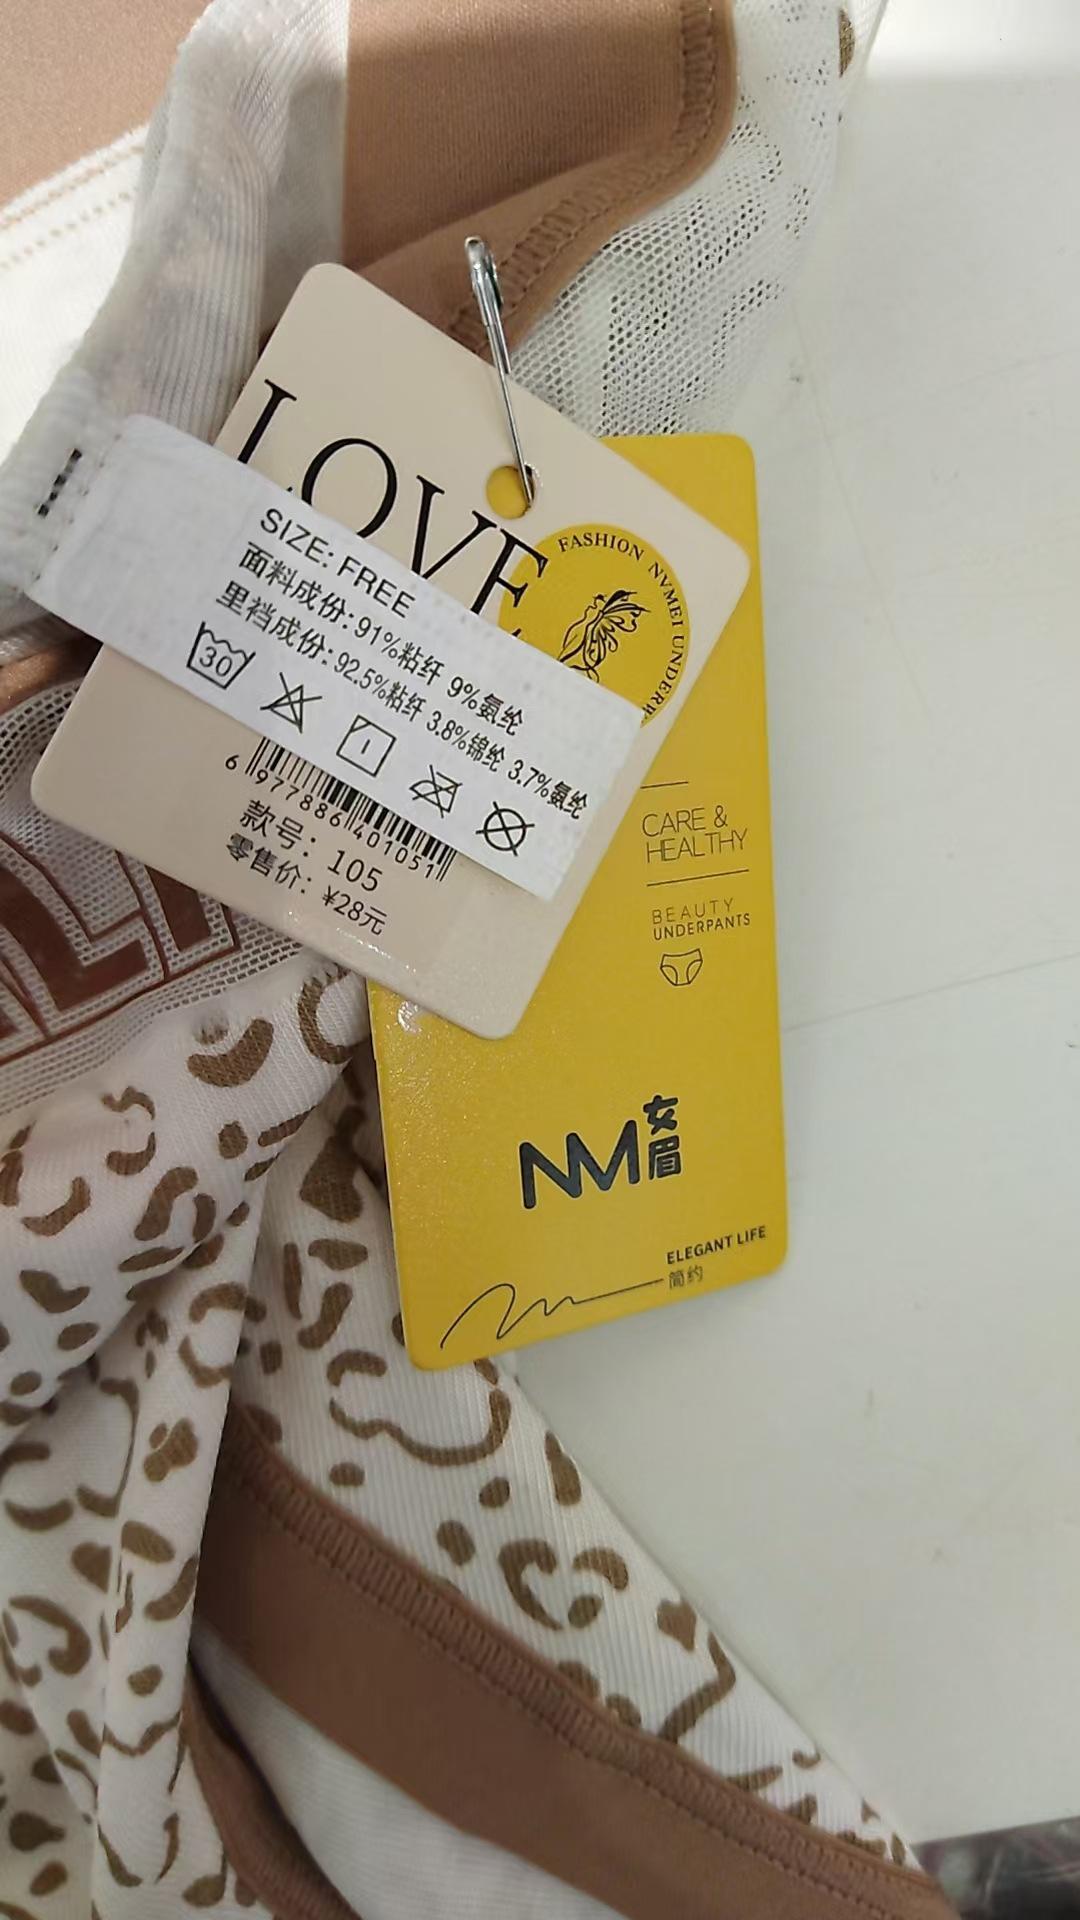 LOVE
FASHION NVMEI UNDERW
SIZE: FREE
面料成份: 91%粘纤 9%氨纶
里裆成份: 92.5%粘纤 3.8%锦纶 3.7%氨纶
30
6 977886 401051
款号: 105
零售价: ¥28元
CARE &
HEALTHY
BEAUTY
UNDERPANTS
NM女眉
ELEGANT LIFE
简约